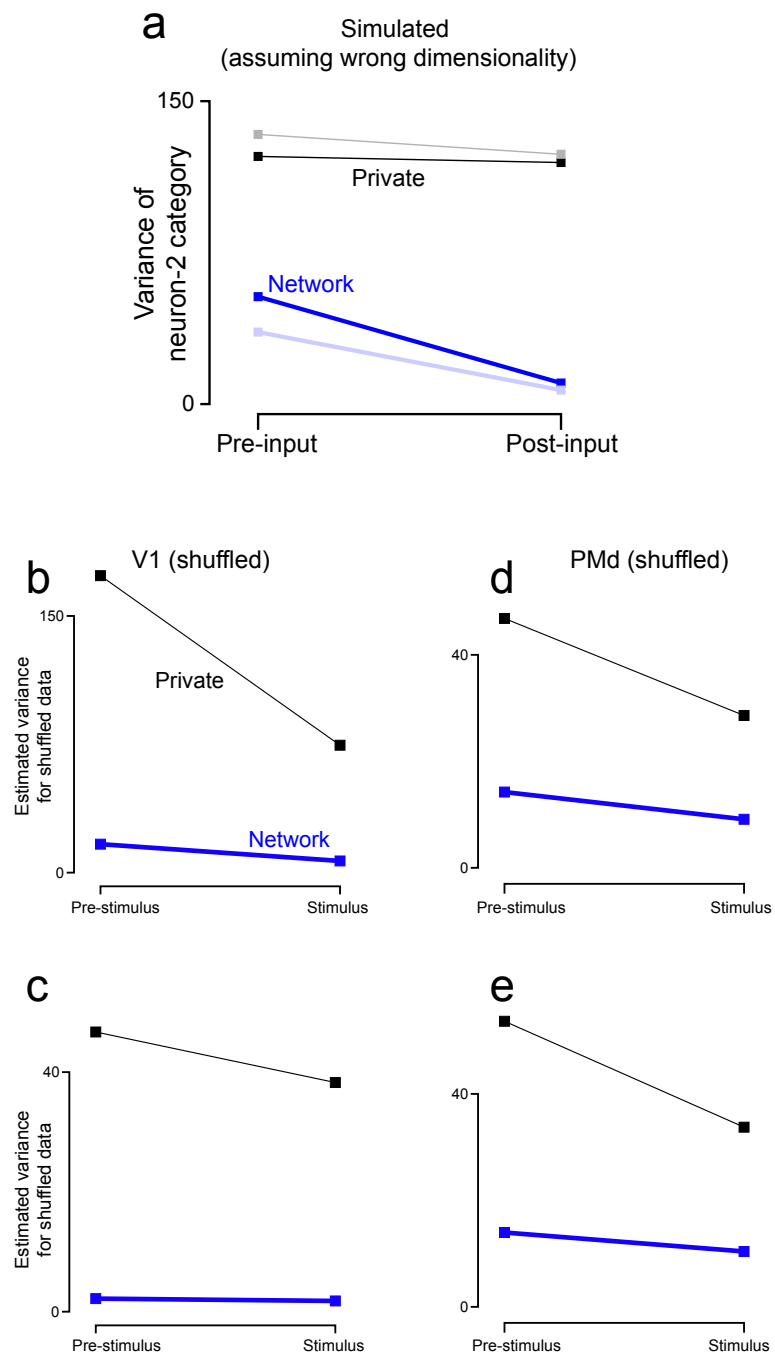 a
Simulated
(assuming wrong dimensionality)
150
Private
Variance of
neuron-2 category
Network
0
Pre-input
Post-input
b
V1 (shuffled)
150
Private
Estimated variance
for shuffled data
Network
0
Pre-stimulus
Stimulus
d
PMd (shuffled)
40
0
Pre-stimulus
Stimulus
c
40
Estimated variance
for shuffled data
0
Pre-stimulus
Stimulus
e
40
0
Pre-stimulus
Stimulus